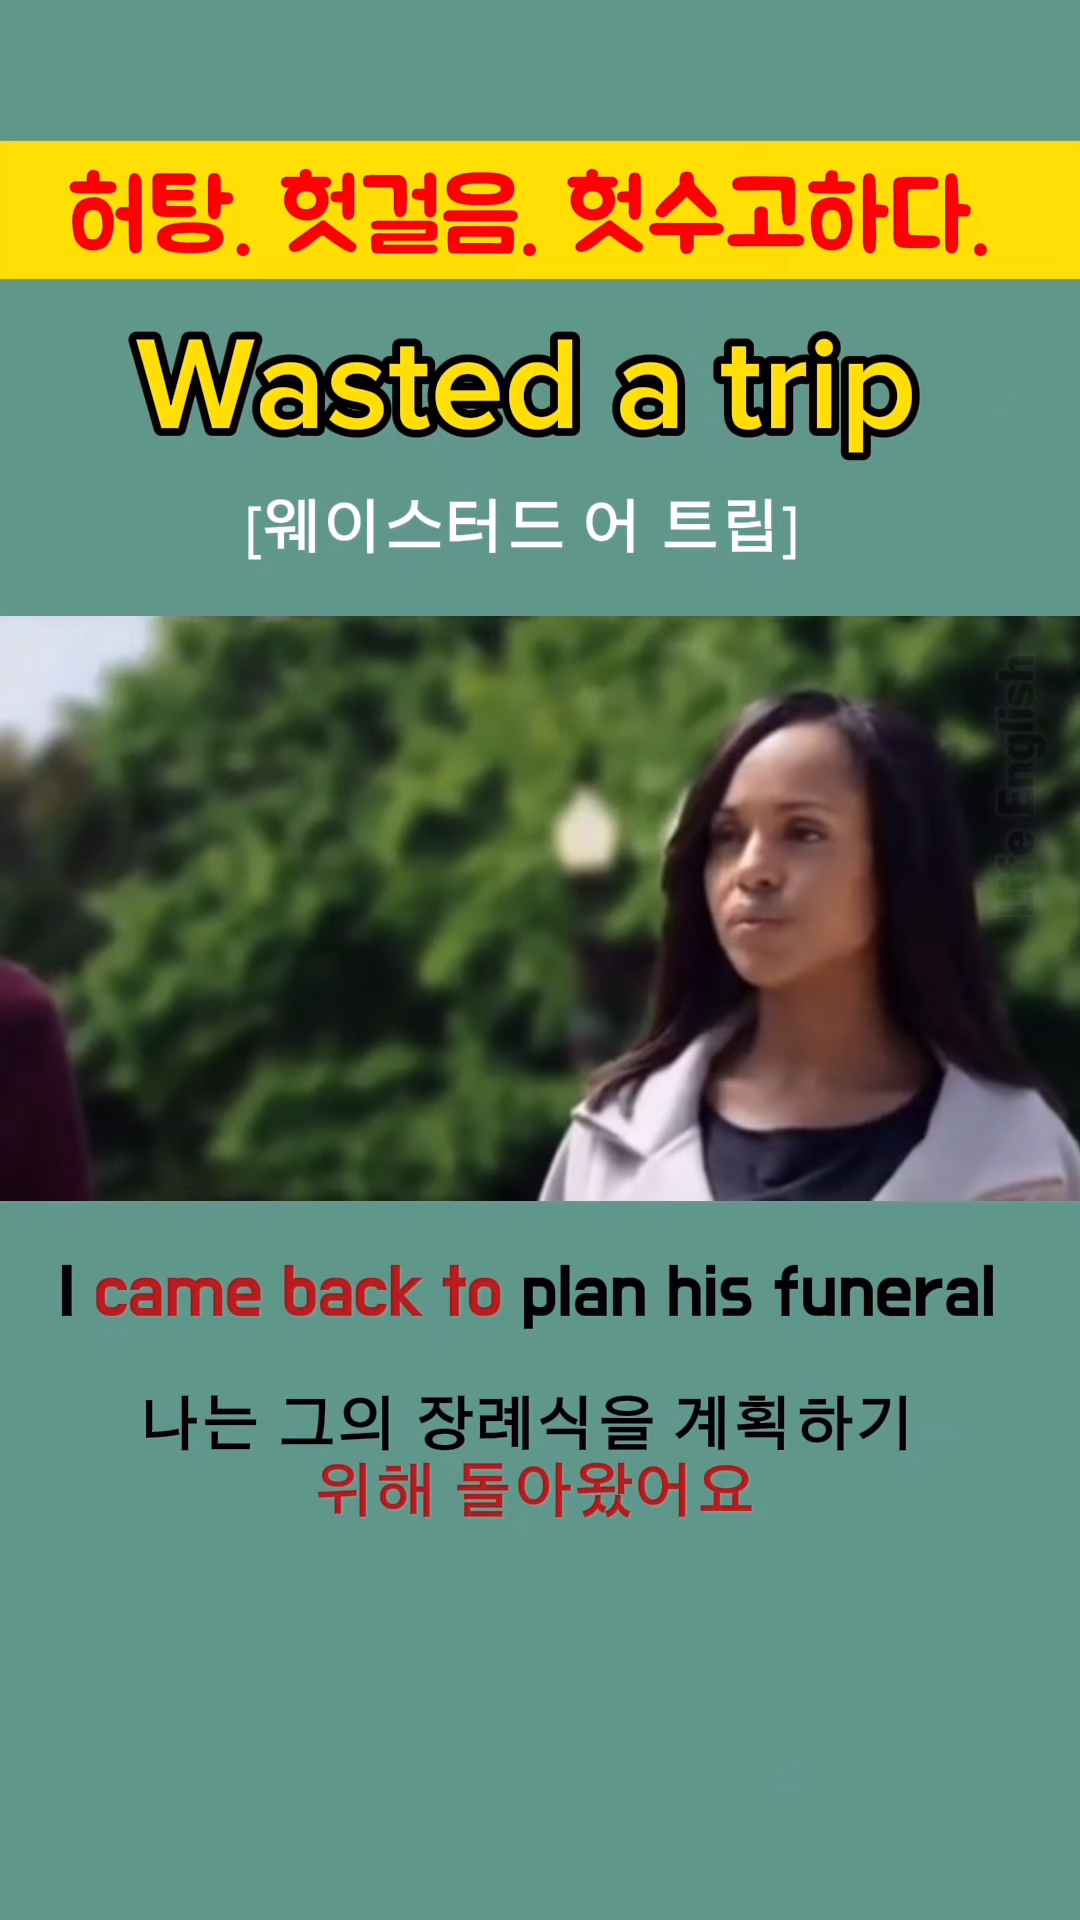 허탕. 헛걸음. 헛수고하다.
Wasted a trip
[웨이스터드 어 트립]
Life English
I came back to plan his funeral
나는 그의 장례식을 계획하기
위해 돌아왔어요